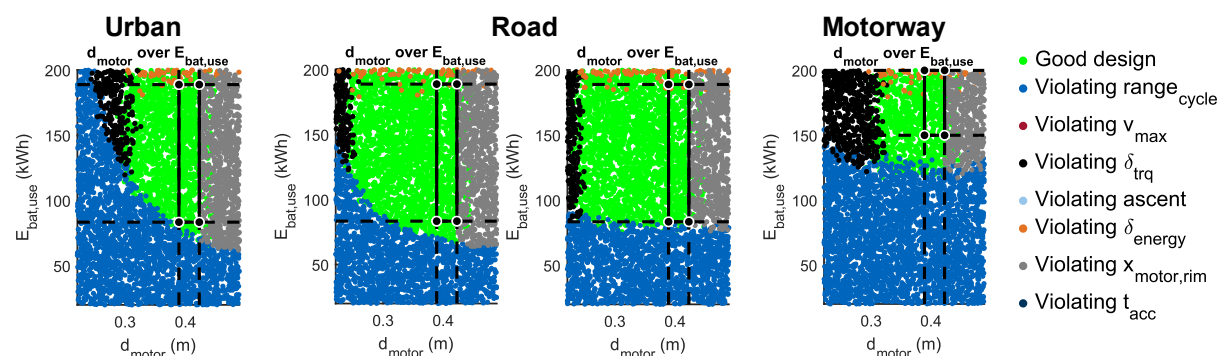 Urban
Road
Motorway
d_motor over E_bat,use
d_motor over E_bat,use
d_motor over E_bat,use
d_motor over E_bat,use
E_bat,use (kWh)
200
150
100
50
0.3
0.4
d_motor (m)
E_bat,use (kWh)
200
150
100
50
0.3
0.4
d_motor (m)
E_bat,use (kWh)
200
150
100
50
0.3
0.4
d_motor (m)
E_bat,use (kWh)
200
150
100
50
0.3
0.4
d_motor (m)
Good design
Violating range_cycle
Violating v_max
Violating δ_trq
Violating ascent
Violating δ_energy
Violating x_motor,rim
Violating t_acc